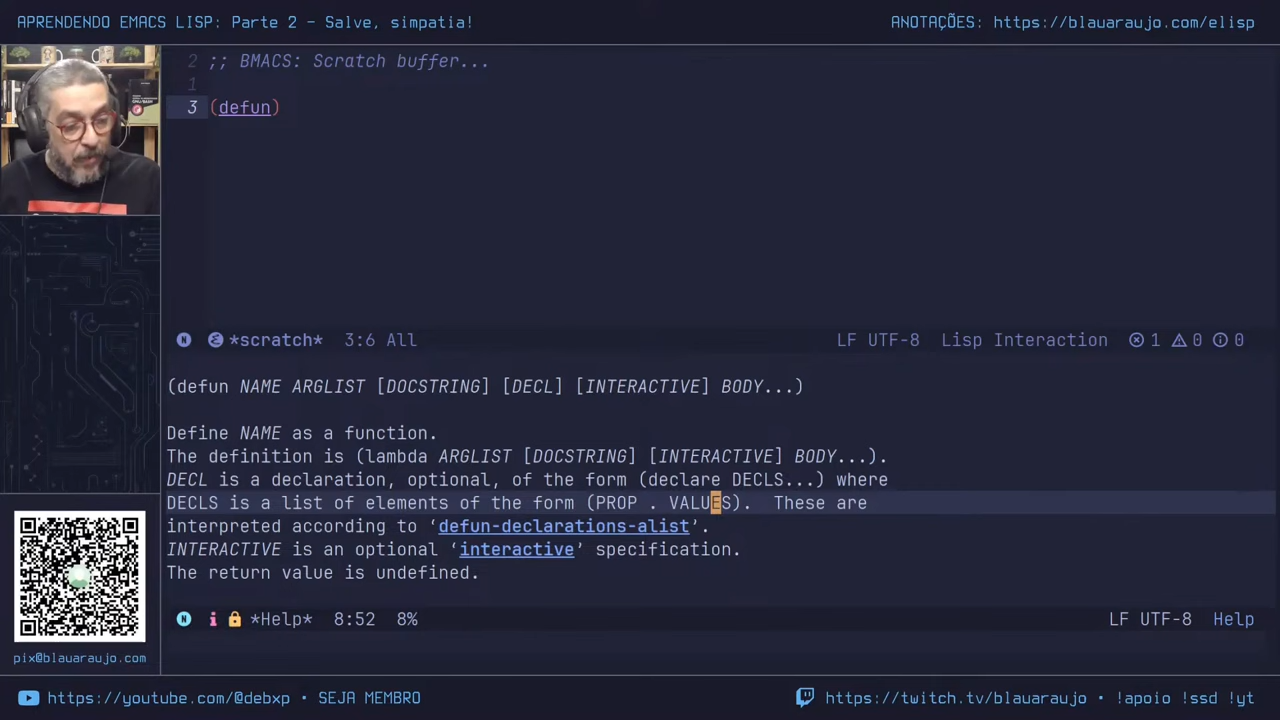 APRENDENDO EMACS LISP: Parte 2 - Salve, simpatia!
ANOTAÇÕES: https://blauaraujo.com/elisp
2 ;; BMACS: Scratch buffer...
1
3 (defun)
*scratch* 3:6 All
LF UTF-8 Lisp Interaction 1 0 0
(defun NAME ARGLIST [DOCSTRING] [DECL] [INTERACTIVE] BODY...)
Define NAME as a function.
The definition is (lambda ARGLIST [DOCSTRING] [INTERACTIVE] BODY...).
DECL is a declaration, optional, of the form (declare DECLS...) where
DECLS is a list of elements of the form (PROP . VALUES).  These are
interpreted according to ‘defun-declarations-alist’.
INTERACTIVE is an optional ‘interactive’ specification.
The return value is undefined.
N i *Help* 8:52 8%
LF UTF-8 Help
pix@blauaraujo.com
https://youtube.com/@debxp • SEJA MEMBRO
https://twitch.tv/blauaraujo • !apoio !ssd !yt